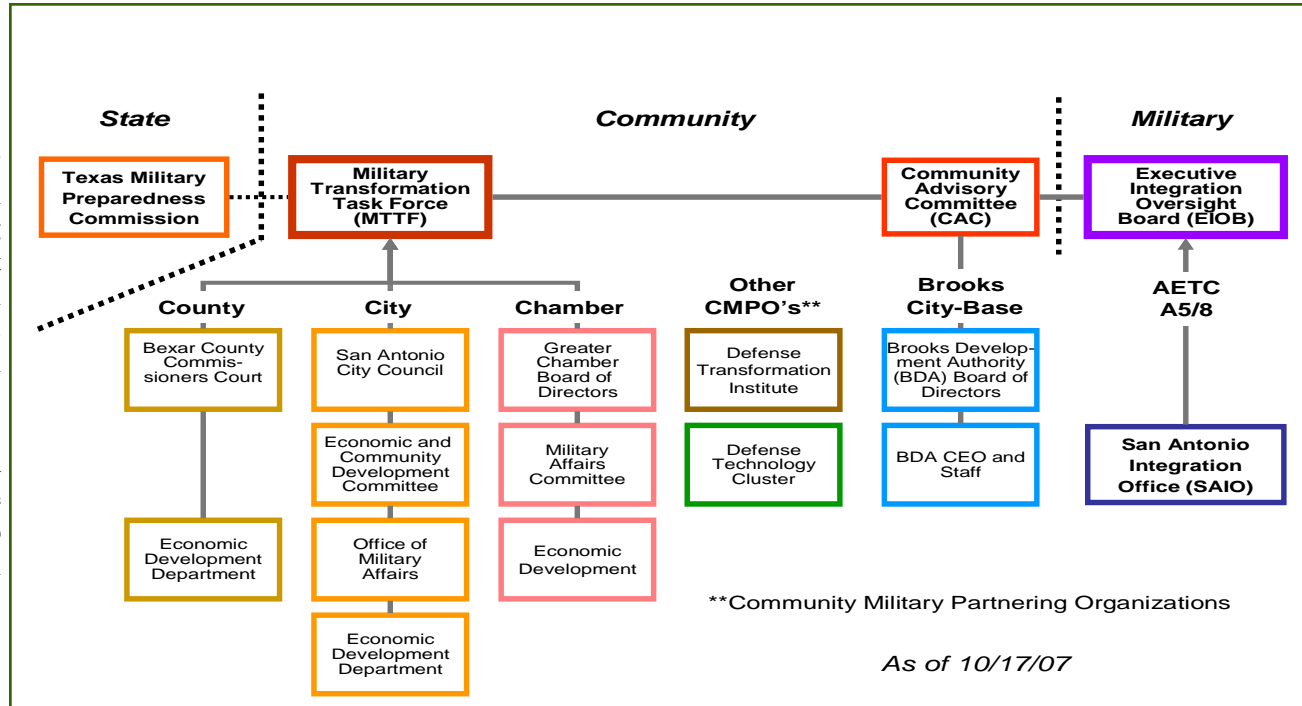 State
Community
Military
Texas Military
Preparedness
Commission
Military
Transformation
Task Force
(MTTF)
Community
Advisory
Committee
(CAC)
Executive
Integration
Oversight
Board (EIOB)
County
City
Chamber
Other
CMPO's**
Brooks
City-Base
AETC
A5/8
Bexar County
Commis-
sioners Court
Economic
Development
Department
San Antonio
City Council
Economic and
Community
Development
Committee
Office of
Military
Affairs
Economic
Development
Department
Greater
Chamber
Board of
Directors
Military
Affairs
Committee
Economic
Development
Defense
Transformation
Institute
Defense
Technology
Cluster
Brooks Develop-
ment Authority
(BDA) Board of
Directors
BDA CEO and
Staff
San Antonio
Integration
Office (SAIO)
**Community Military Partnering Organizations
As of 10/17/07